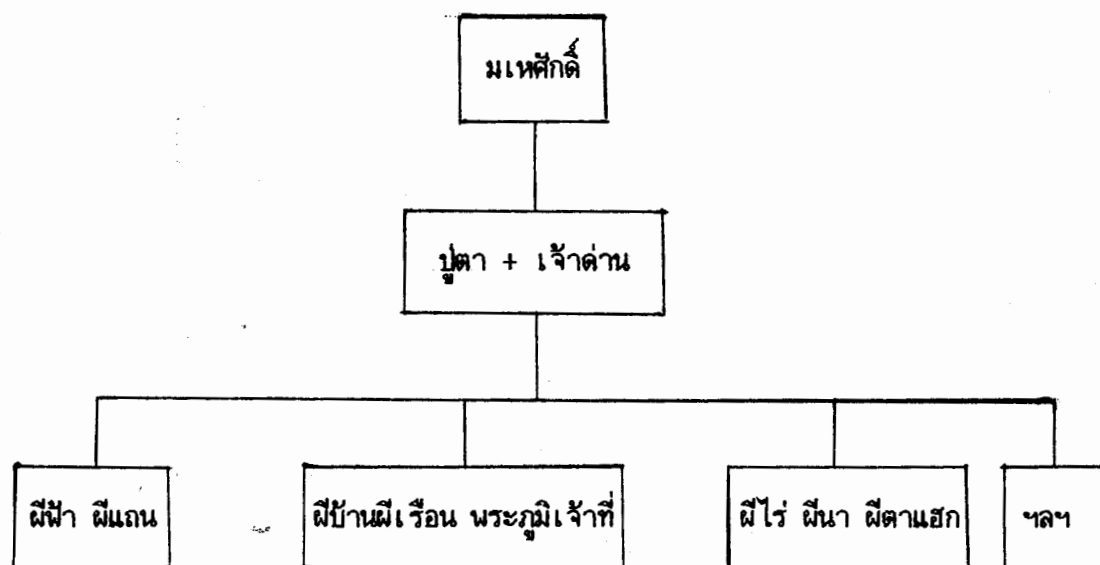 มเหศักดิ์
ปู่ตา + เจ้าด่าน
ผีฟ้า ผีแถน
ผีบ้านผีเรือน พระภูมิเจ้าที่
ผีไร่ ผีนา ผีตาแฮก
ฯลฯ